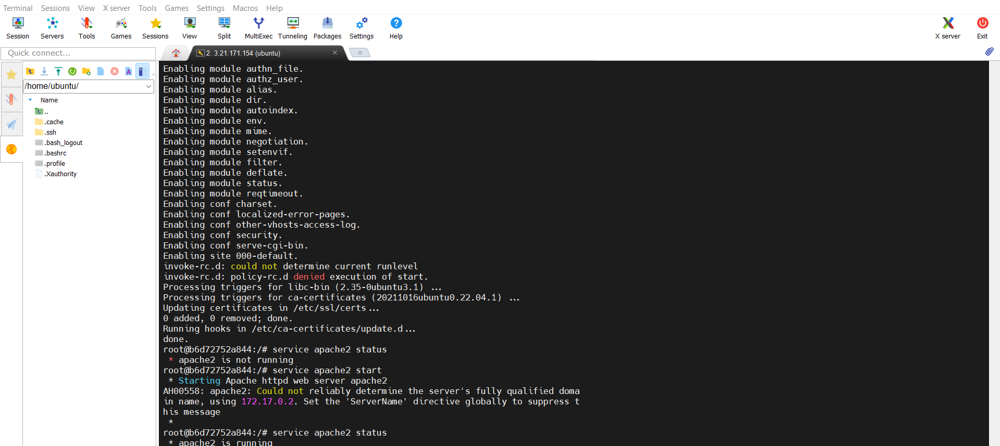 Terminal Sessions View X server Tools Games Settings Macros Help
Session Servers Tools Games Sessions View Split MultiExec Tunneling Packages Settings Help X server Exit
Quick connect...
2. 3.21.171.154 (ubuntu)
/home/ubuntu/
Name
..
.cache
.ssh
.bash_logout
.bashrc
.profile
.Xauthority
Enabling module authn_file.
Enabling module authz_user.
Enabling module alias.
Enabling module dir.
Enabling module autoindex.
Enabling module env.
Enabling module mime.
Enabling module negotiation.
Enabling module setenvif.
Enabling module filter.
Enabling module deflate.
Enabling module status.
Enabling module reqtimeout.
Enabling conf charset.
Enabling conf localized-error-pages.
Enabling conf other-vhosts-access-log.
Enabling conf security.
Enabling conf serve-cgi-bin.
Enabling site 000-default.
invoke-rc.d: could not determine current runlevel
invoke-rc.d: policy-rc.d denied execution of start.
Processing triggers for libc-bin (2.35-0ubuntu3.1) ...
Processing triggers for ca-certificates (20211016ubuntu0.22.04.1) ...
Updating certificates in /etc/ssl/certs...
0 added, 0 removed; done.
Running hooks in /etc/ca-certificates/update.d...
done.
root@b6d72752a844:/# service apache2 status
* apache2 is not running
root@b6d72752a844:/# service apache2 start
* Starting Apache httpd web server apache2
AH00558: apache2: Could not reliably determine the server's fully qualified doma
in name, using 172.17.0.2. Set the 'ServerName' directive globally to suppress t
his message
*
root@b6d72752a844:/# service apache2 status
* apache2 is running